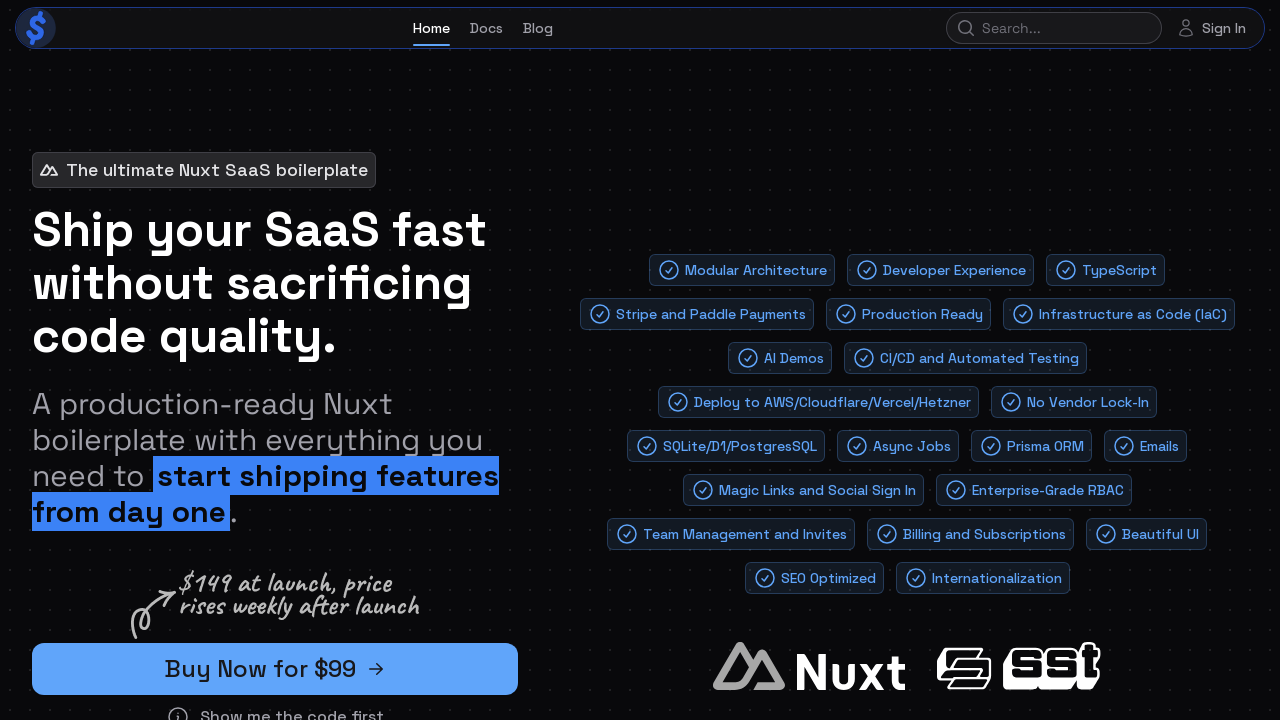 Home Docs Blog Search... Sign In
The ultimate Nuxt SaaS boilerplate
Ship your SaaS fast
without sacrificing
code quality.
A production-ready Nuxt
boilerplate with everything you
need to start shipping features
from day one.
$149 at launch, price
rises weekly after launch
Buy Now for $99
Show me the code first
Modular Architecture Developer Experience TypeScript
Stripe and Paddle Payments Production Ready Infrastructure as Code (IaC)
AI Demos CI/CD and Automated Testing
Deploy to AWS/Cloudflare/Vercel/Hetzner No Vendor Lock-In
SQLite/D1/PostgresSQL Async Jobs Prisma ORM Emails
Magic Links and Social Sign In Enterprise-Grade RBAC
Team Management and Invites Billing and Subscriptions Beautiful UI
SEO Optimized Internationalization
Nuxt sst